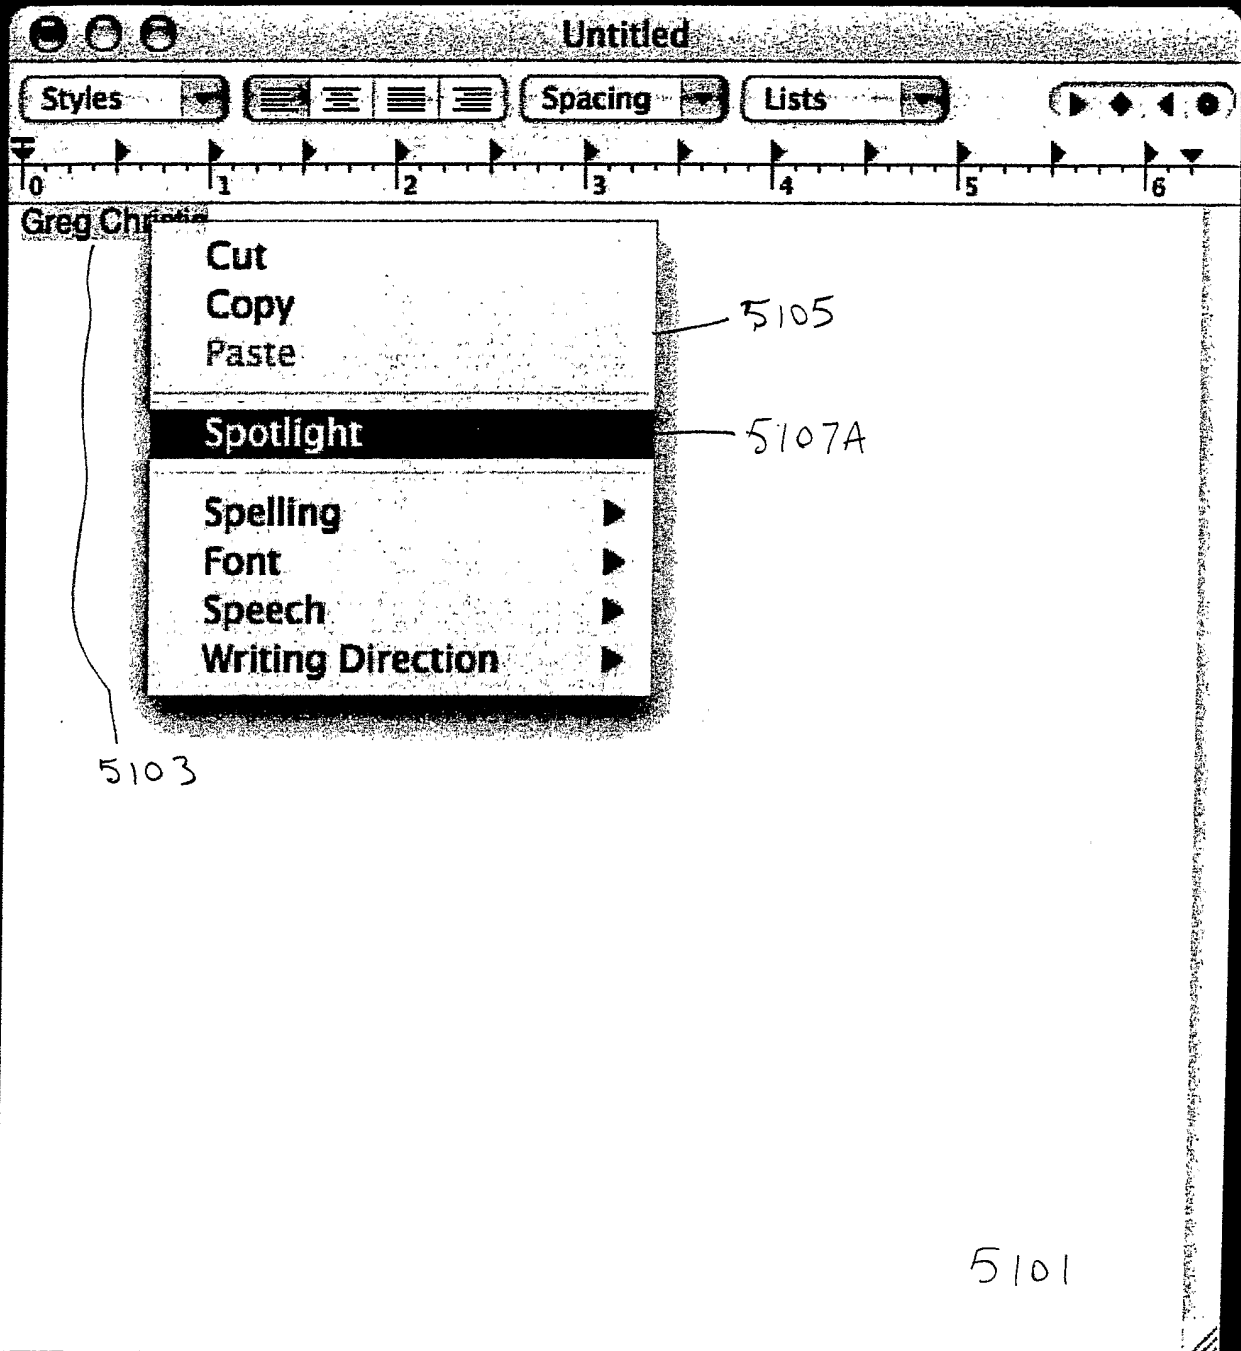 Untitled
Styles Spacing Lists
0 1 2 3 4 5 6
Greg Christie
Cut
Copy
5105
Paste
Spotlight
5107A
Spelling
Font
Speech
Writing Direction
5103
5101